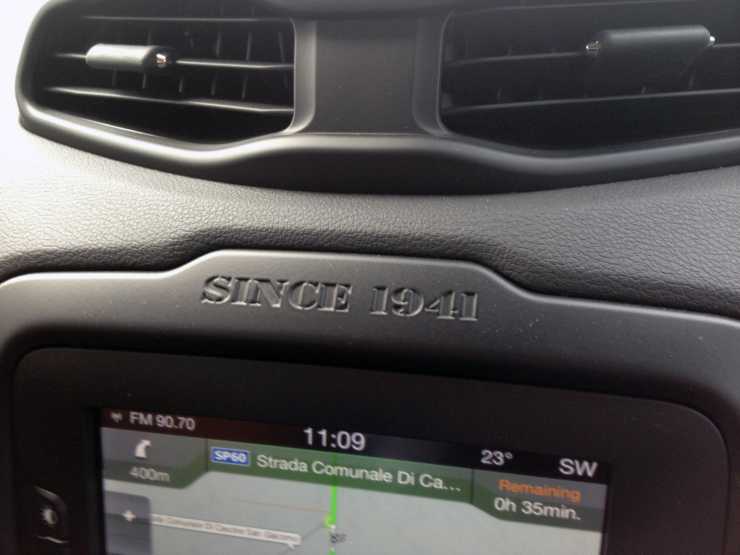 SINCE 1941
FM 90.70
11:09
23° SW
400m
SP60 Strada Comunale Di Ca...
Remaining
0h 35min.